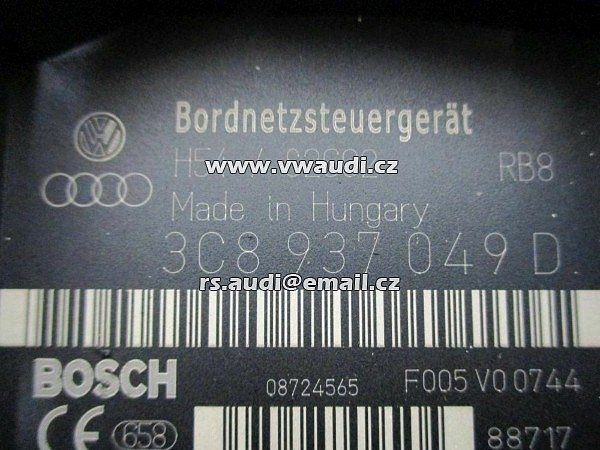 Bordnetzsteuergerät
www.vwaudi.cz
RB8
Made in Hungary
3C8 937 049 D
rs.audi@email.cz
BOSCH
08724565
F005 V0 0744
CE
658
88717